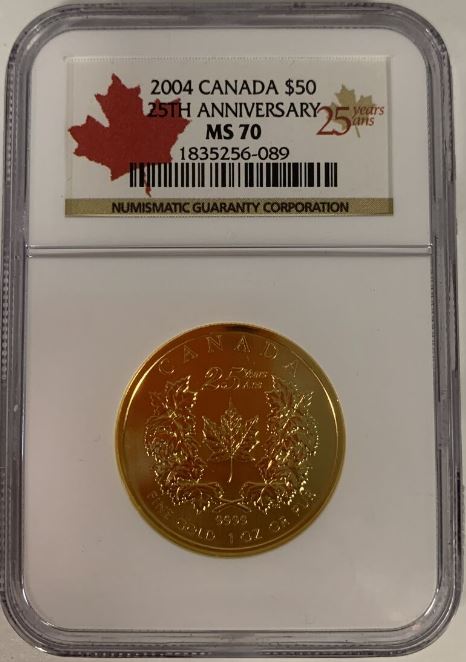 2004 CANADA $50
25TH ANNIVERSARY
MS 70
1835256-089
25 years
ans
NUMISMATIC GUARANTY CORPORATION
CANADA
25 Years
Ans
9999
FINE GOLD 1 OZ OR PUR